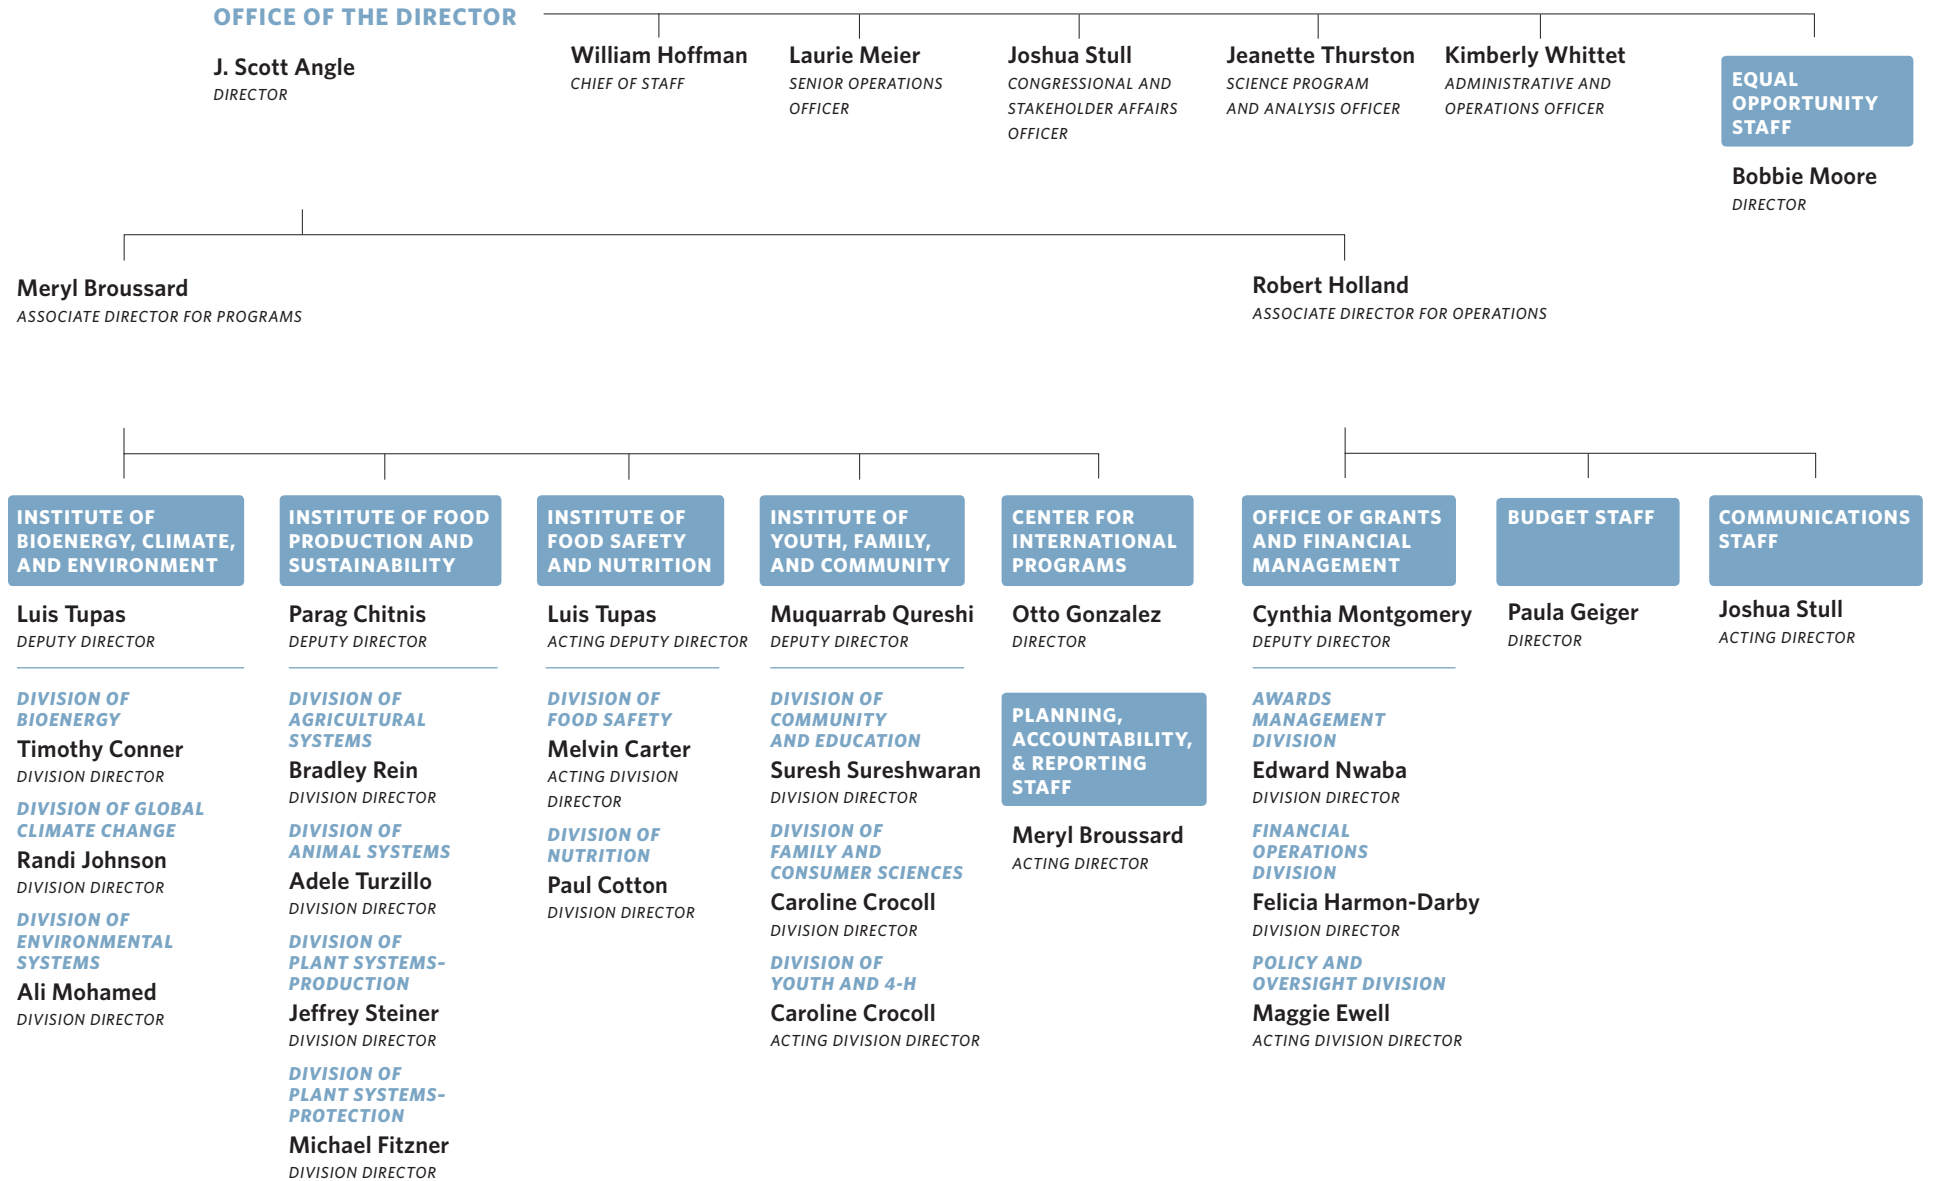 OFFICE OF THE DIRECTOR
J. Scott Angle
DIRECTOR
William Hoffman
CHIEF OF STAFF
Laurie Meier
SENIOR OPERATIONS
OFFICER
Joshua Stull
CONGRESSIONAL AND
STAKEHOLDER AFFAIRS
OFFICER
Jeanette Thurston
SCIENCE PROGRAM
AND ANALYSIS OFFICER
Kimberly Whittet
ADMINISTRATIVE AND
OPERATIONS OFFICER
EQUAL
OPPORTUNITY
STAFF
Bobbie Moore
DIRECTOR
Meryl Broussard
ASSOCIATE DIRECTOR FOR PROGRAMS
Robert Holland
ASSOCIATE DIRECTOR FOR OPERATIONS
INSTITUTE OF
BIOENERGY, CLIMATE,
AND ENVIRONMENT
Luis Tupas
DEPUTY DIRECTOR
DIVISION OF
BIOENERGY
Timothy Conner
DIVISION DIRECTOR
DIVISION OF GLOBAL
CLIMATE CHANGE
Randi Johnson
DIVISION DIRECTOR
DIVISION OF
ENVIRONMENTAL
SYSTEMS
Ali Mohamed
DIVISION DIRECTOR
INSTITUTE OF FOOD
PRODUCTION AND
SUSTAINABILITY
Parag Chitnis
DEPUTY DIRECTOR
DIVISION OF
AGRICULTURAL
SYSTEMS
Bradley Rein
DIVISION DIRECTOR
DIVISION OF
ANIMAL SYSTEMS
Adele Turzillo
DIVISION DIRECTOR
DIVISION OF
PLANT SYSTEMS-
PRODUCTION
Jeffrey Steiner
DIVISION DIRECTOR
DIVISION OF
PLANT SYSTEMS-
PROTECTION
Michael Fitzner
DIVISION DIRECTOR
INSTITUTE OF
FOOD SAFETY
AND NUTRITION
Luis Tupas
ACTING DEPUTY DIRECTOR
DIVISION OF
FOOD SAFETY
Melvin Carter
ACTING DIVISION
DIRECTOR
DIVISION OF
NUTRITION
Paul Cotton
DIVISION DIRECTOR
INSTITUTE OF
YOUTH, FAMILY,
AND COMMUNITY
Muquarrab Qureshi
DEPUTY DIRECTOR
DIVISION OF
COMMUNITY
AND EDUCATION
Suresh Sureshwaran
DIVISION DIRECTOR
DIVISION OF
FAMILY AND
CONSUMER SCIENCES
Caroline Crocoll
DIVISION DIRECTOR
DIVISION OF
YOUTH AND 4-H
Caroline Crocoll
ACTING DIVISION DIRECTOR
CENTER FOR
INTERNATIONAL
PROGRAMS
Otto Gonzalez
DIRECTOR
PLANNING,
ACCOUNTABILITY,
& REPORTING
STAFF
Meryl Broussard
ACTING DIRECTOR
OFFICE OF GRANTS
AND FINANCIAL
MANAGEMENT
Cynthia Montgomery
DEPUTY DIRECTOR
AWARDS
MANAGEMENT
DIVISION
Edward Nwaba
DIVISION DIRECTOR
FINANCIAL
OPERATIONS
DIVISION
Felicia Harmon-Darby
DIVISION DIRECTOR
POLICY AND
OVERSIGHT DIVISION
Maggie Ewell
ACTING DIVISION DIRECTOR
BUDGET STAFF
Paula Geiger
DIRECTOR
COMMUNICATIONS
STAFF
Joshua Stull
ACTING DIRECTOR